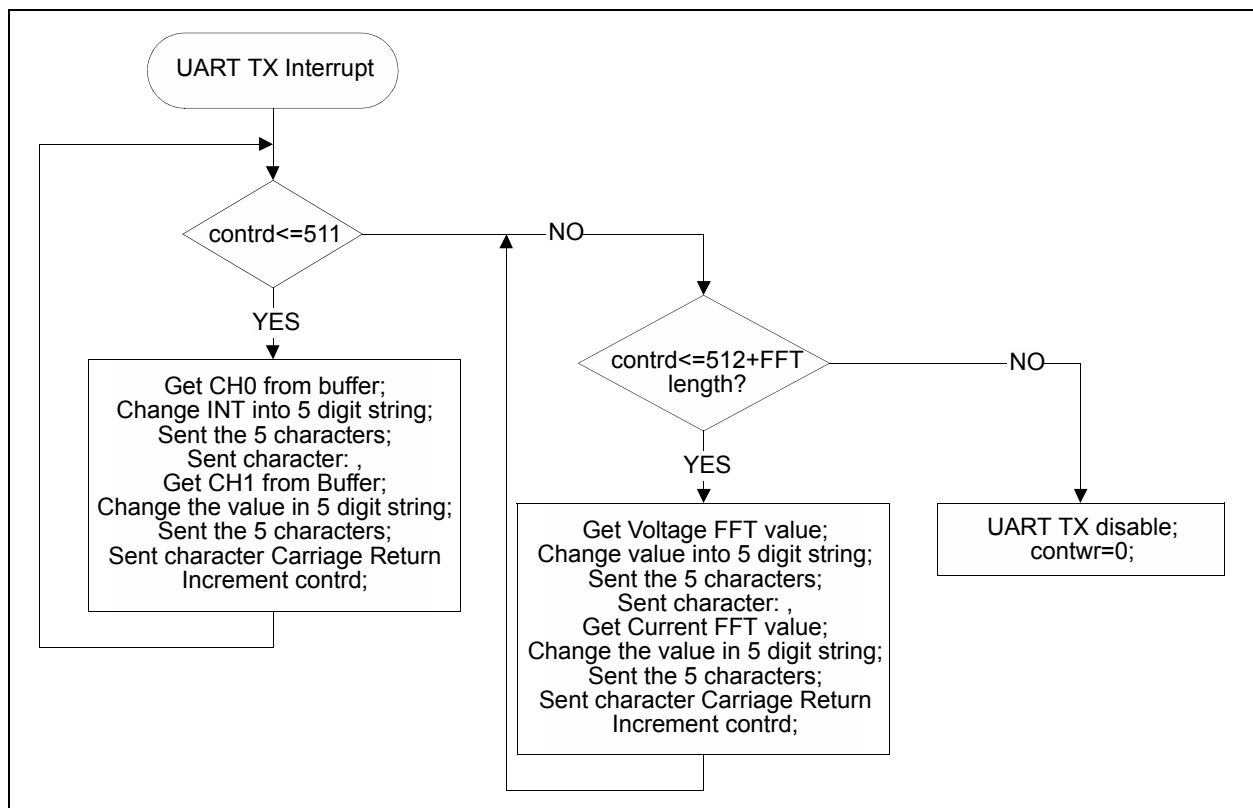 UART TX Interrupt
contrd<=511
NO
YES
Get CH0 from buffer;
Change INT into 5 digit string;
Sent the 5 characters;
Sent character: ,
Get CH1 from Buffer;
Change the value in 5 digit string;
Sent the 5 characters;
Sent character Carriage Return
Increment contrd;
contrd<=512+FFT
length?
NO
YES
Get Voltage FFT value;
Change value into 5 digit string;
Sent the 5 characters;
Sent character: ,
Get Current FFT value;
Change the value in 5 digit string;
Sent the 5 characters;
Sent character Carriage Return
Increment contrd;
UART TX disable;
contwr=0;